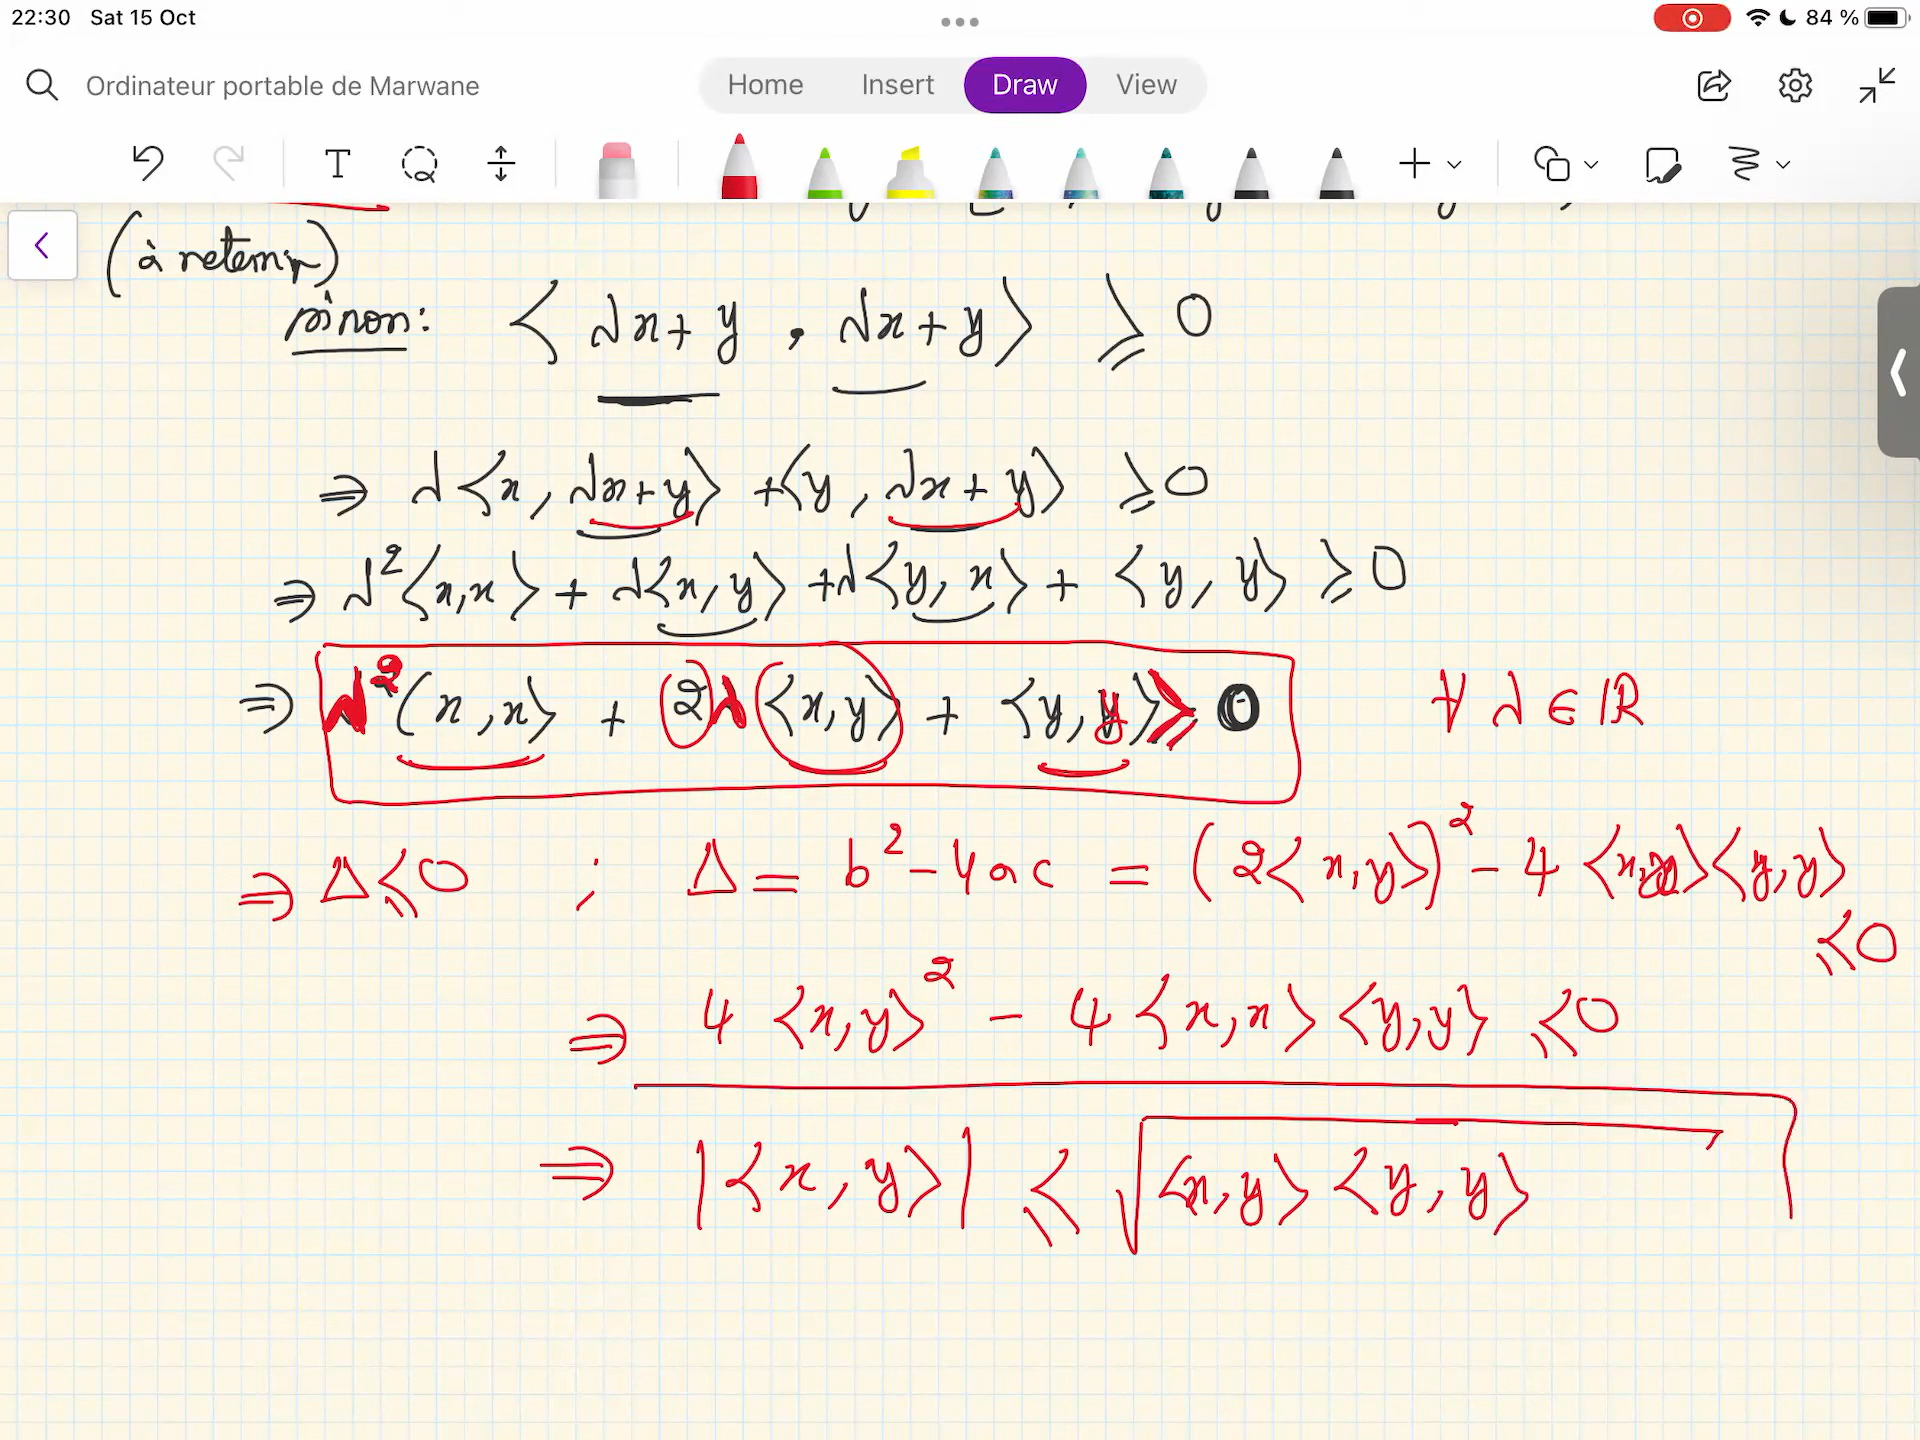 22:30 Sat 15 Oct
84 %
Ordinateur portable de Marwane
Home Insert Draw View
T
(à retenir)
⟨ λx + y , λx + y ⟩ ⩾ 0
⇒ λ⟨x, λx+y⟩ + ⟨y, λx+y⟩ ⩾ 0
⇒ λ²⟨x,x⟩ + λ⟨x,y⟩ + λ⟨y,x⟩ + ⟨y,y⟩ ⩾ 0
⇒ λ²(x,x⟩ + 2λ⟨x,y⟩ + ⟨y,y⟩ ⩾ 0 ∀ λ ∈ ℝ
⇒ Δ ⩽ 0 ; Δ = b² - 4ac = (2⟨x,y⟩)² - 4⟨x,x⟩⟨y,y⟩
⩽ 0
⇒ 4⟨x,y⟩² - 4⟨x,x⟩⟨y,y⟩ ⩽ 0
⇒ |⟨x,y⟩| ⩽ √⟨x,y⟩⟨y,y⟩